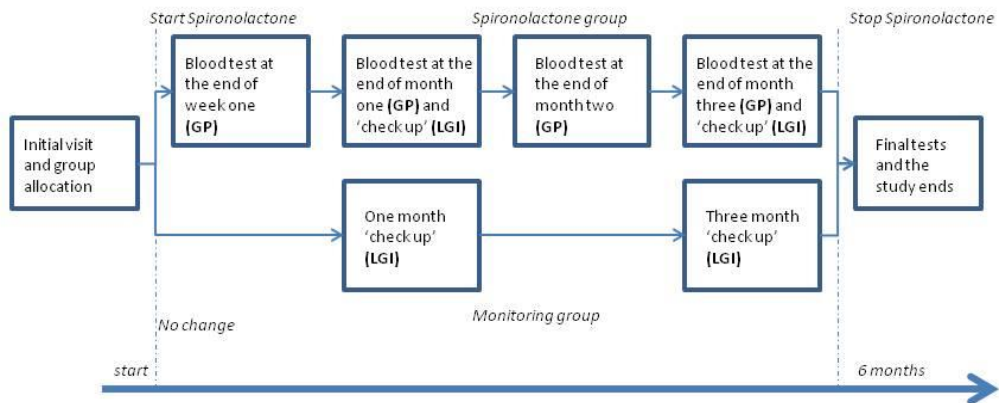 Start Spironolactone
Spironolactone group
Stop Spironolactone
Initial visit
and group
allocation
Blood test at
the end of
week one
(GP)
Blood test at the
end of month
one (GP) and
‘check up’ (LGI)
Blood test at
the end of
month two
(GP)
Blood test at the
end of month
three (GP) and
‘check up’ (LGI)
Final tests
and the
study ends
One month
‘check up’
(LGI)
Three month
‘check up’
(LGI)
No change
Monitoring group
start
6 months